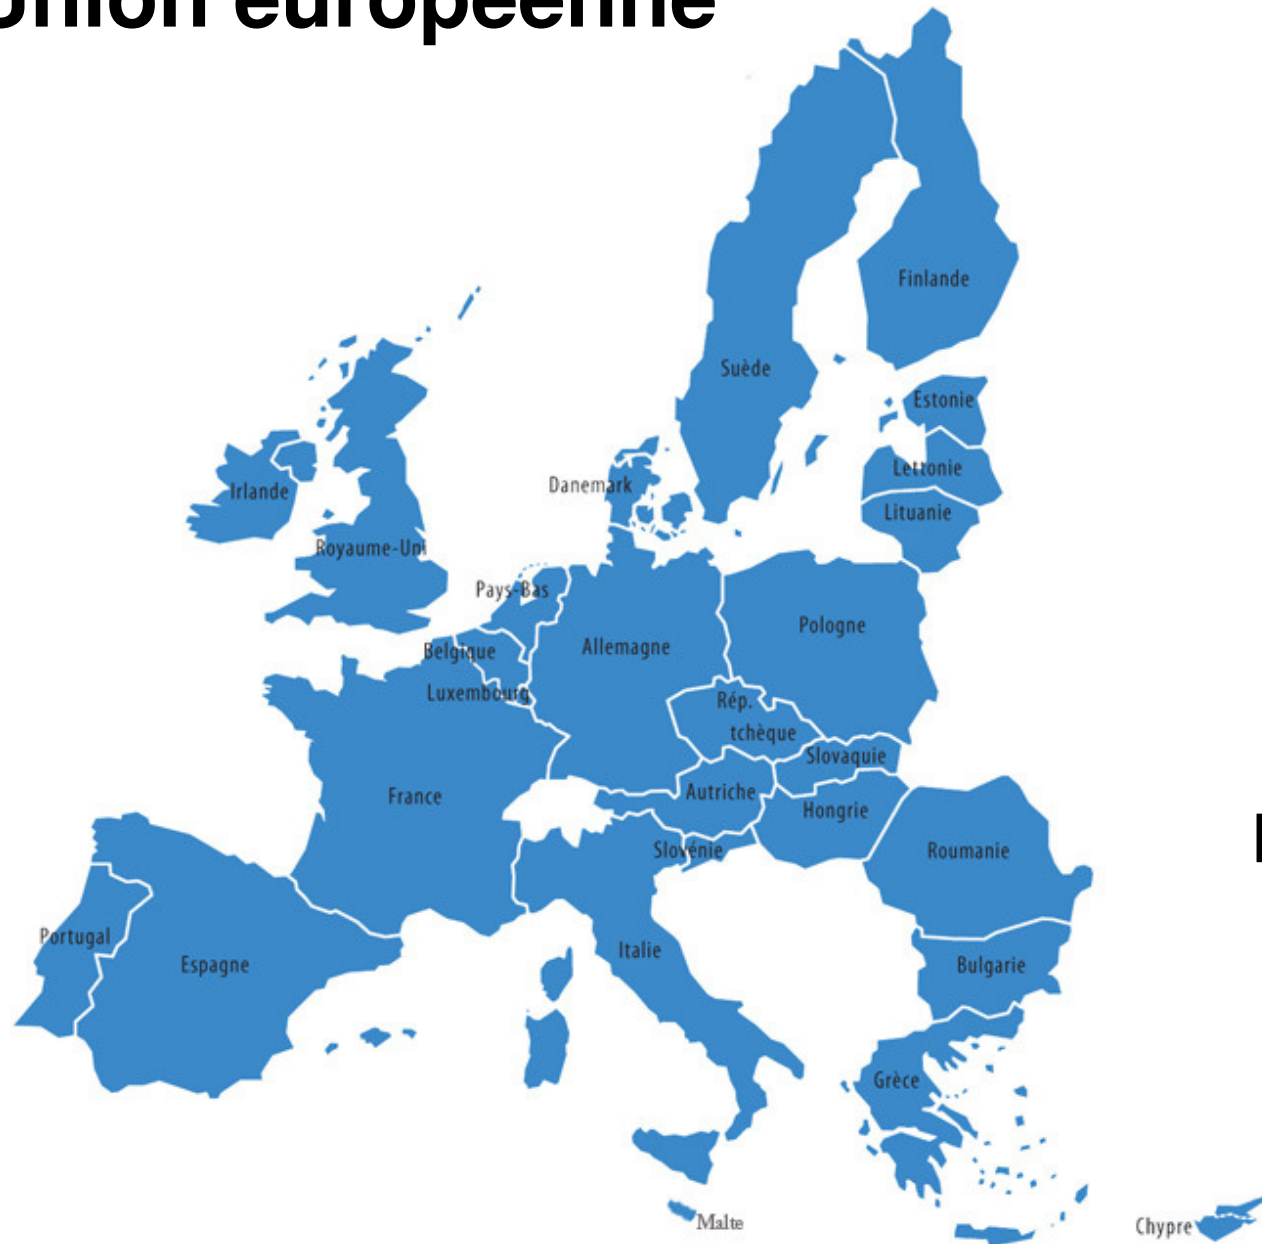 Union européenne
Finlande
Suède
Estonie
Lettonie
Lituanie
Danemark
Irlande
Royaume-Uni
Pays-Bas
Belgique
Luxembourg
Allemagne
Pologne
Rép.
tchèque
Slovaquie
Autriche
Hongrie
France
Slovénie
Roumanie
Portugal
Espagne
Italie
Bulgarie
Grèce
Malte
Chypre